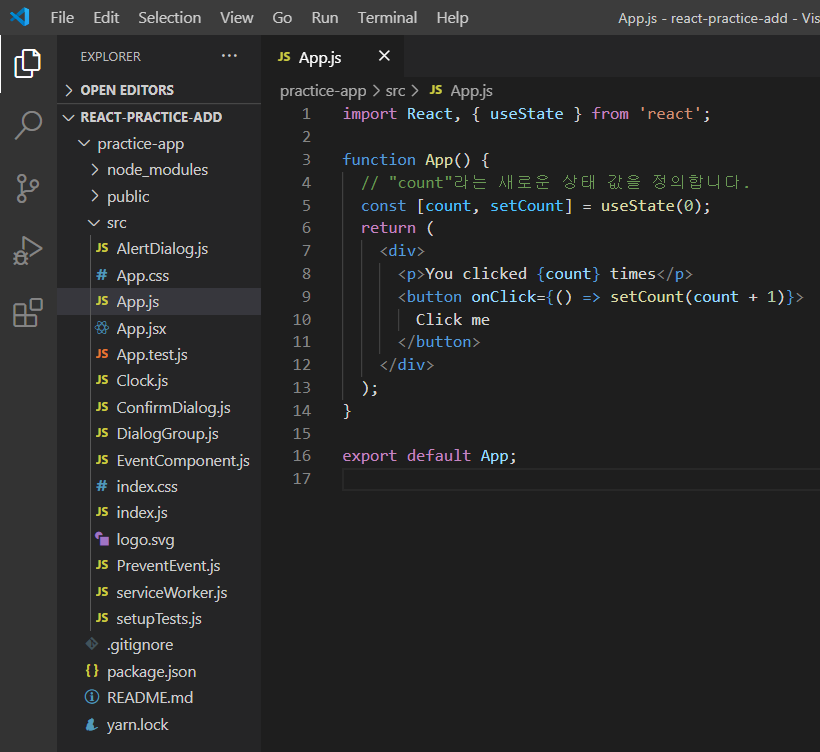 File Edit Selection View Go Run Terminal Help App.js - react-practice-add - Vis
EXPLORER
OPEN EDITORS
REACT-PRACTICE-ADD
practice-app
node_modules
public
src
JS AlertDialog.js
# App.css
JS App.js
App.jsx
JS App.test.js
JS Clock.js
JS ConfirmDialog.js
JS DialogGroup.js
JS EventComponent.js
# index.css
JS index.js
logo.svg
JS PreventEvent.js
JS serviceWorker.js
JS setupTests.js
.gitignore
{} package.json
README.md
yarn.lock
JS App.js
practice-app > src > JS App.js
1 import React, { useState } from 'react';
2
3 function App() {
4 // "count"라는 새로운 상태 값을 정의합니다.
5 const [count, setCount] = useState(0);
6 return (
7 <div>
8 <p>You clicked {count} times</p>
9 <button onClick={() => setCount(count + 1)}>
10 Click me
11 </button>
12 </div>
13 );
14 }
15
16 export default App;
17